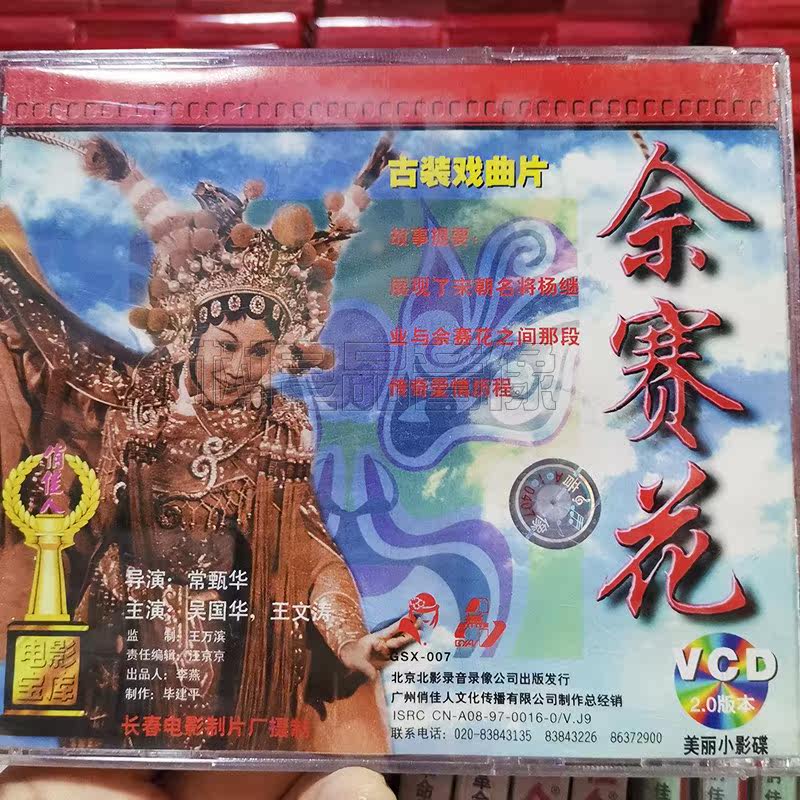 古装戏曲片
佘赛花
故事提要：
展现了宋朝名将杨继
业与佘赛花之间那段
传奇爱情历程
俏佳人
电影
宝库
导演：常甄华
主演：吴国华，王文涛
监 制：王万滨
责任编辑：汪京京
出品人：李燕
制作：毕建平
长春电影制片厂摄制
GSX-007
北京北影录音录像公司出版发行
广州俏佳人文化传播有限公司制作总经销
ISRC CN-A08-97-0016-0/V.J9
联系电话：020-83843135 83843226 86372900
VCD
2.0版本
美丽小影碟